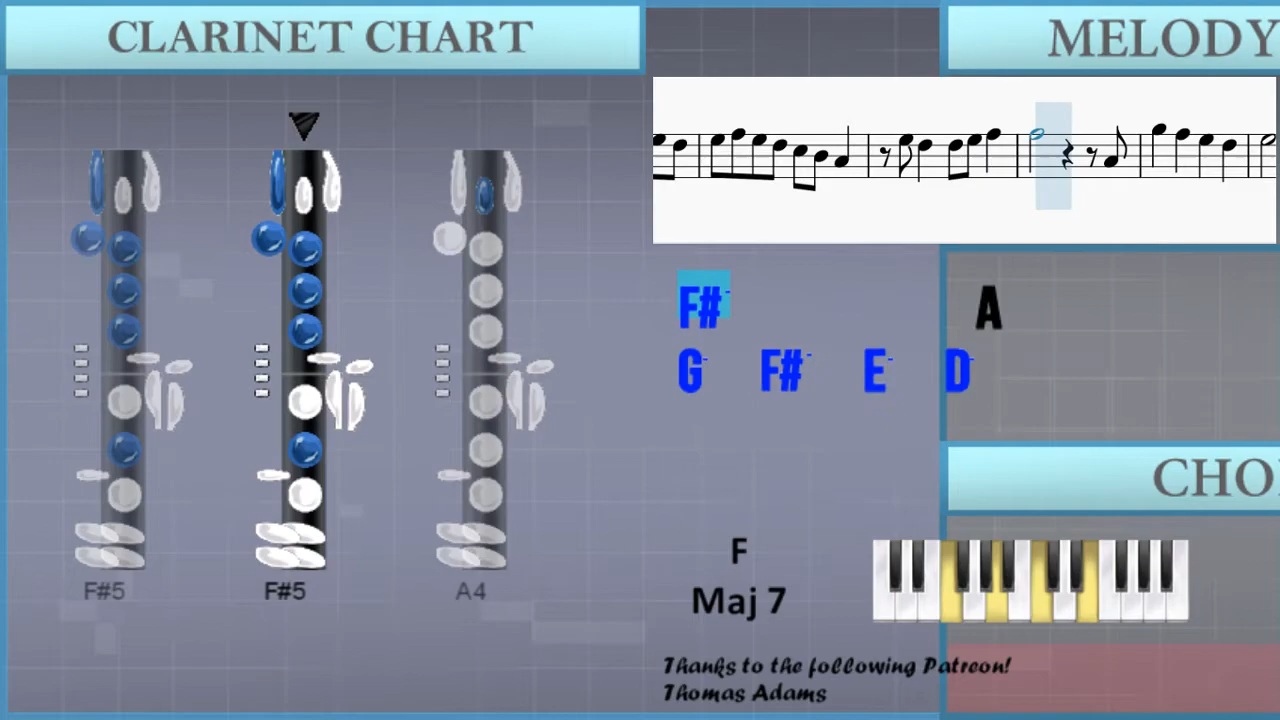 CLARINET CHART
MELODY
F#- A
G- F#- E- D-
CHO
F
Maj 7
F#5 F#5 A4
Thanks to the following Patreon!
Thomas Adams